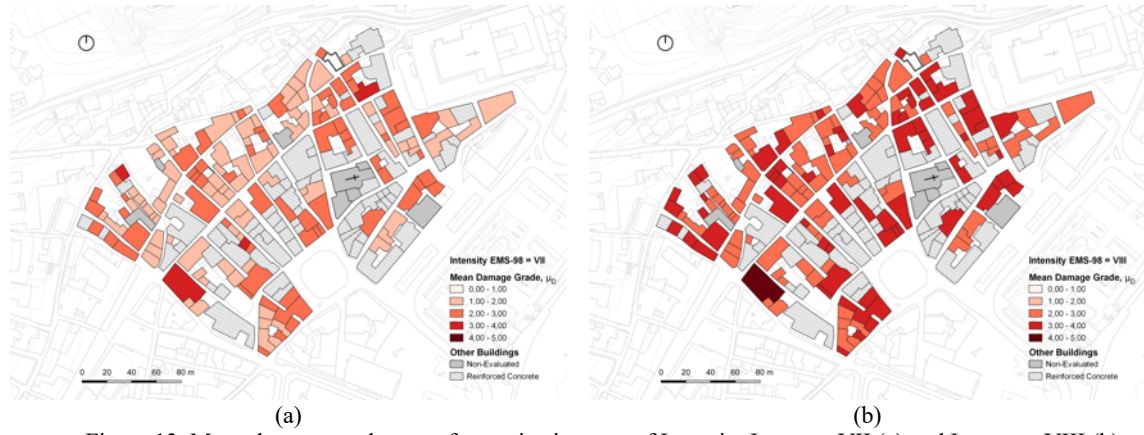 Intensity EMS-98 = VII
Mean Damage Grade, μD
0.00 - 1.00
1.00 - 2.00
2.00 - 3.00
3.00 - 4.00
4.00 - 5.00
Other Buildings
Non-Evaluated
Reinforced Concrete
0 20 40 60 80 m
(a)
Intensity EMS-98 = VIII
Mean Damage Grade, μD
0.00 - 1.00
1.00 - 2.00
2.00 - 3.00
3.00 - 4.00
4.00 - 5.00
Other Buildings
Non-Evaluated
Reinforced Concrete
0 20 40 60 80 m
(b)